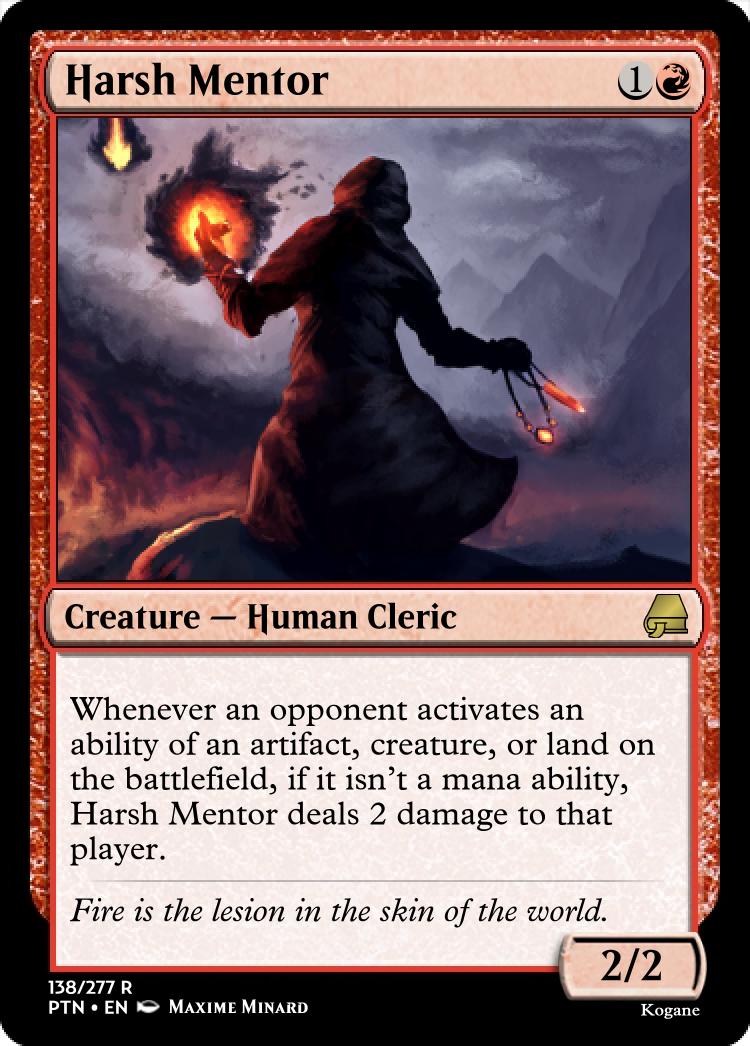 Harsh Mentor 1
Creature — Human Cleric
Whenever an opponent activates an
ability of an artifact, creature, or land on
the battlefield, if it isn't a mana ability,
Harsh Mentor deals 2 damage to that
player.
Fire is the lesion in the skin of the world.
2/2
138/277 R
PTN • EN Maxime Minard
Kogane